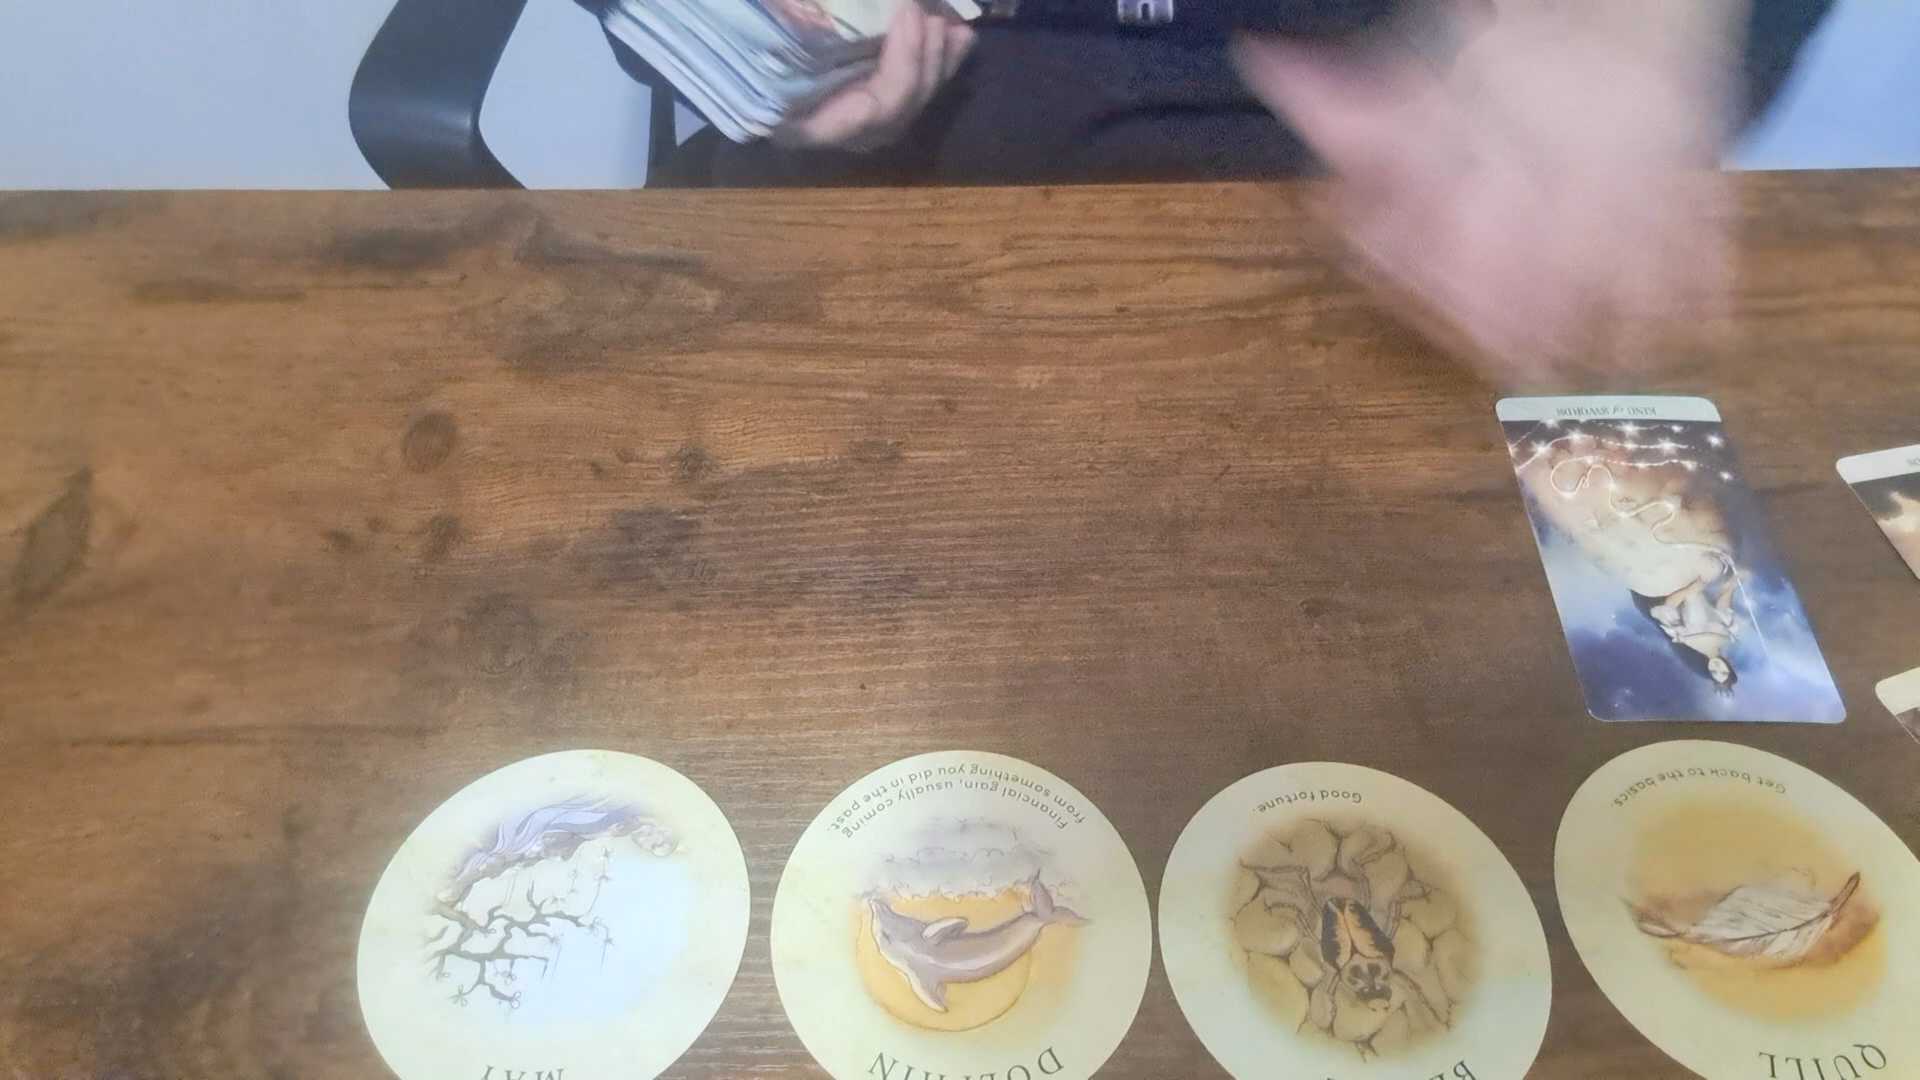 KING of SWORDS
MAY
Financial gain, usually coming
from something you did in the past.
DOLPHIN
Good fortune.
Get back to the basics.
QUILL